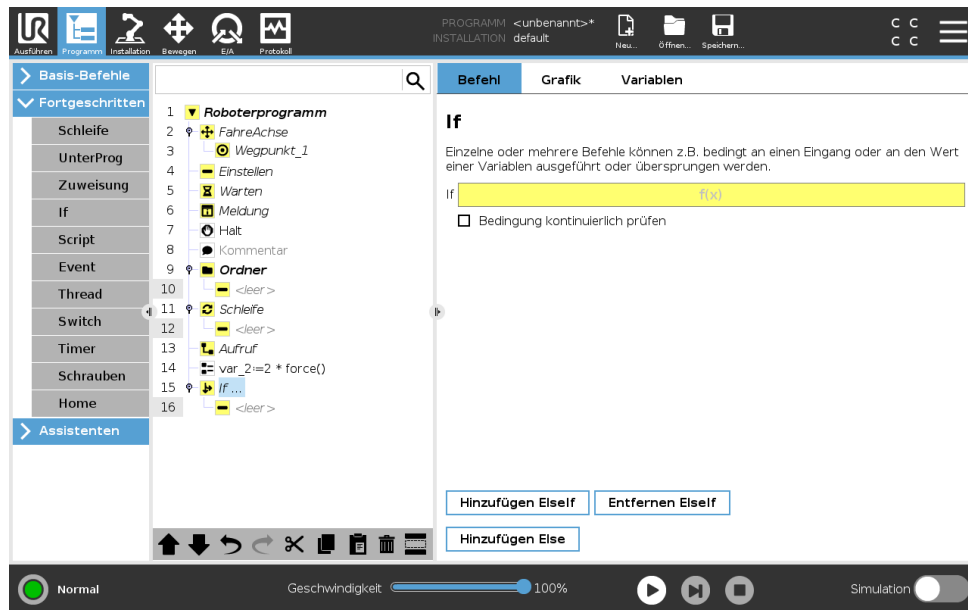 PROGRAMM <unbenannt>*
INSTALLATION default
Ausführen Programm Installation Bewegen E/A Protokoll Neu... Öffnen... Speichern...
C C
C C
Basis-Befehle
Fortgeschritten
Schleife
UnterProg
Zuweisung
If
Script
Event
Thread
Switch
Timer
Schrauben
Home
Assistenten
1 Roboterprogramm
2 FahreAchse
3 Wegpunkt_1
4 Einstellen
5 Warten
6 Meldung
7 Halt
8 Kommentar
9 Ordner
10 <leer>
11 Schleife
12 <leer>
13 Aufruf
14 var_2:=2 * force()
15 If ...
16 <leer>
Befehl Grafik Variablen
If
Einzelne oder mehrere Befehle können z.B. bedingt an einen Eingang oder an den Wert
einer Variablen ausgeführt oder übersprungen werden.
If f(x)
Bedingung kontinuierlich prüfen
Hinzufügen ElseIf Entfernen ElseIf
Hinzufügen Else
Normal Geschwindigkeit 100% Simulation